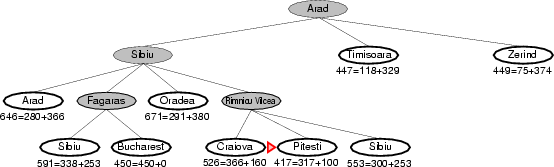 Arad
Sibiu
Timisoara
Zerind
447=118+329
449=75+374
Arad
Fagaras
Oradea
Rimnicu Vilcea
646=280+366
671=291+380
Sibiu
Bucharest
Craiova
Pitesti
Sibiu
591=338+253
450=450+0
526=366+160
417=317+100
553=300+253